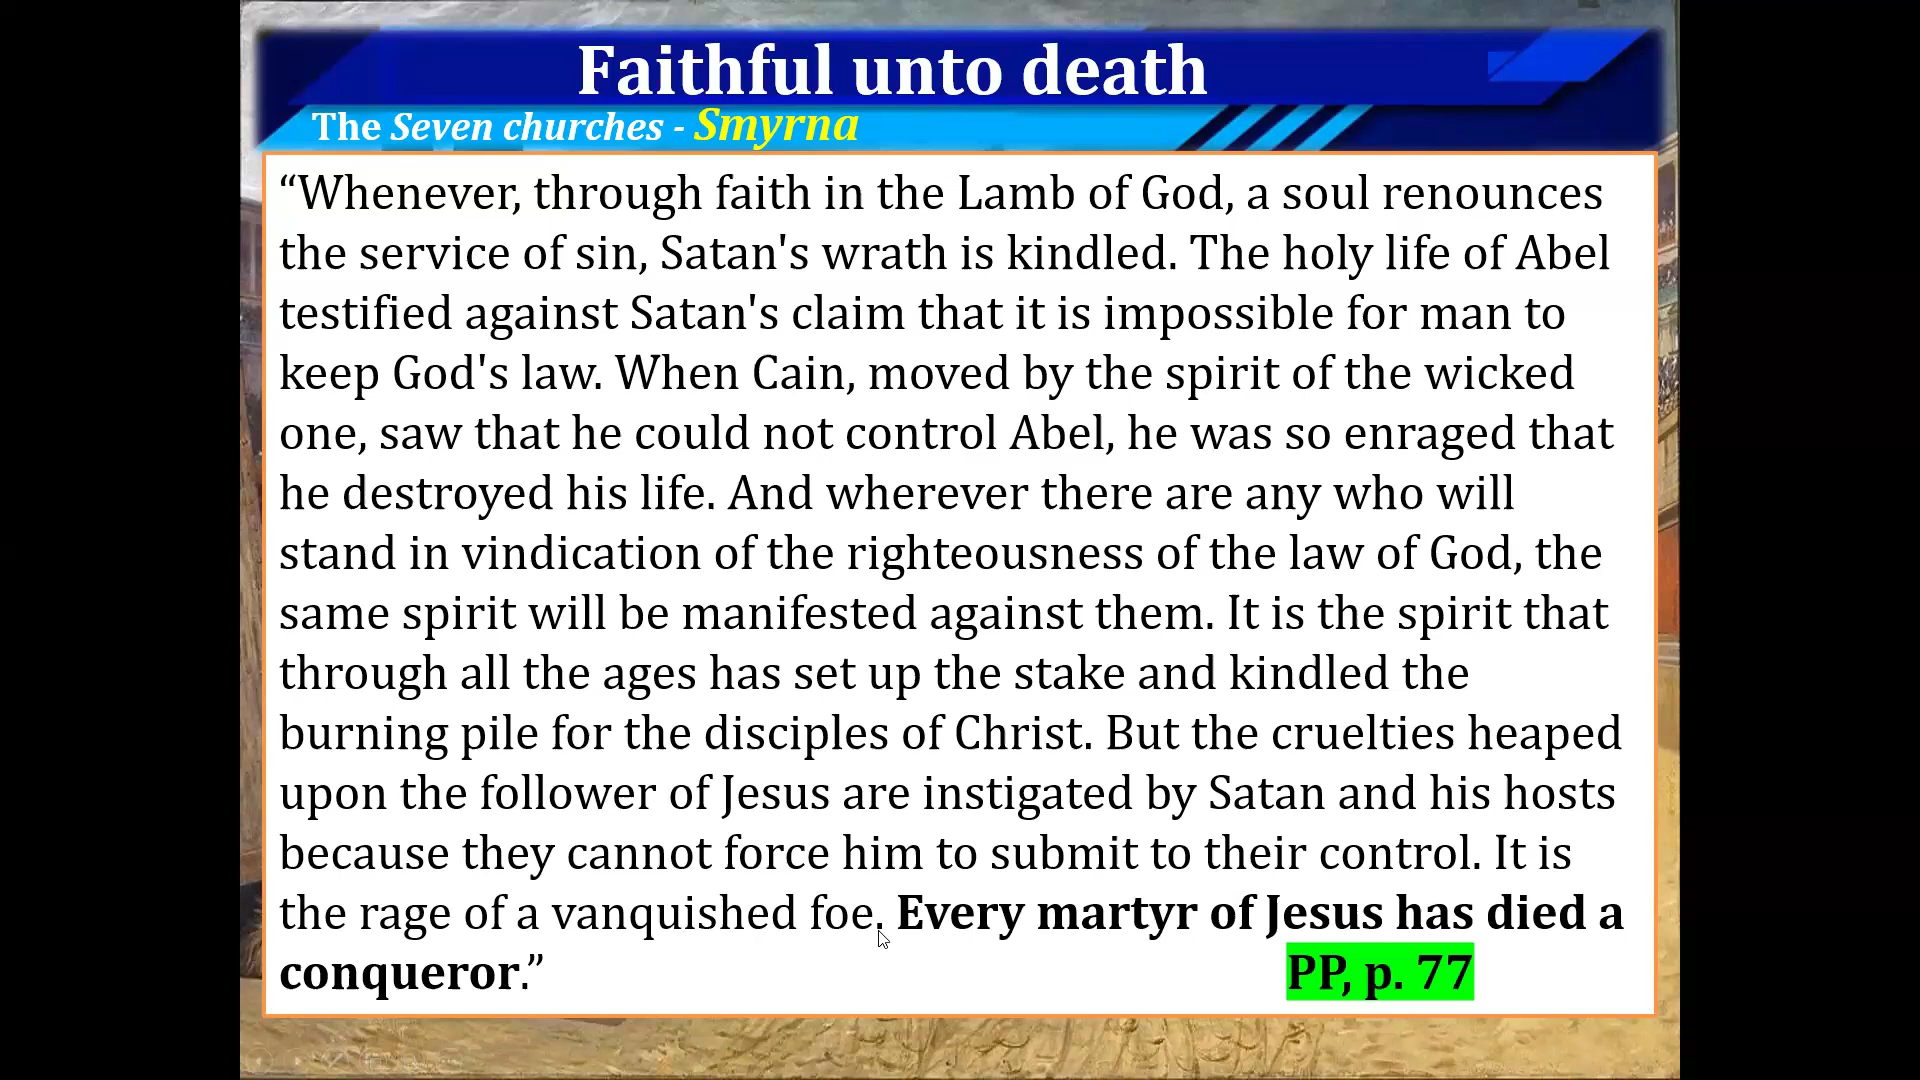 Faithful unto death
The Seven churches - Smyrna
“Whenever, through faith in the Lamb of God, a soul renounces
the service of sin, Satan's wrath is kindled. The holy life of Abel
testified against Satan's claim that it is impossible for man to
keep God's law. When Cain, moved by the spirit of the wicked
one, saw that he could not control Abel, he was so enraged that
he destroyed his life. And wherever there are any who will
stand in vindication of the righteousness of the law of God, the
same spirit will be manifested against them. It is the spirit that
through all the ages has set up the stake and kindled the
burning pile for the disciples of Christ. But the cruelties heaped
upon the follower of Jesus are instigated by Satan and his hosts
because they cannot force him to submit to their control. It is
the rage of a vanquished foe. Every martyr of Jesus has died a
conqueror.” PP, p. 77